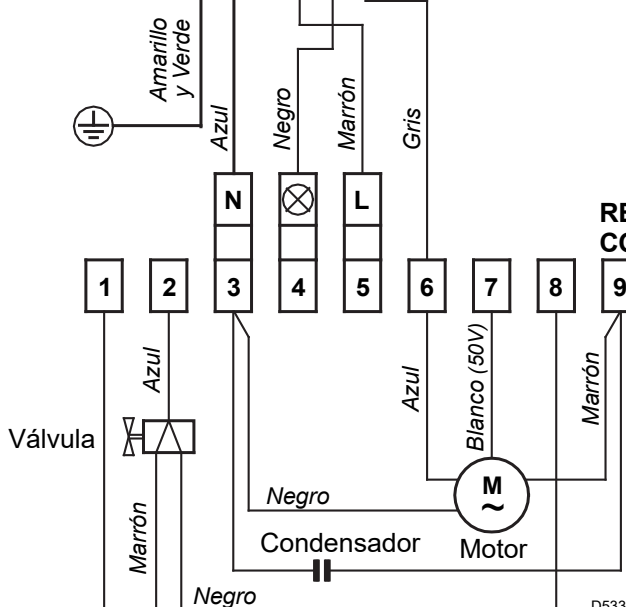 Amarillo
y Verde
Azul
Negro
Marrón
Gris
N
L
1
2
3
4
5
6
7
8
9
Azul
Válvula
Marrón
Negro
Negro
Condensador
Azul
Blanco (50V)
M
~
Motor
Marrón
D533